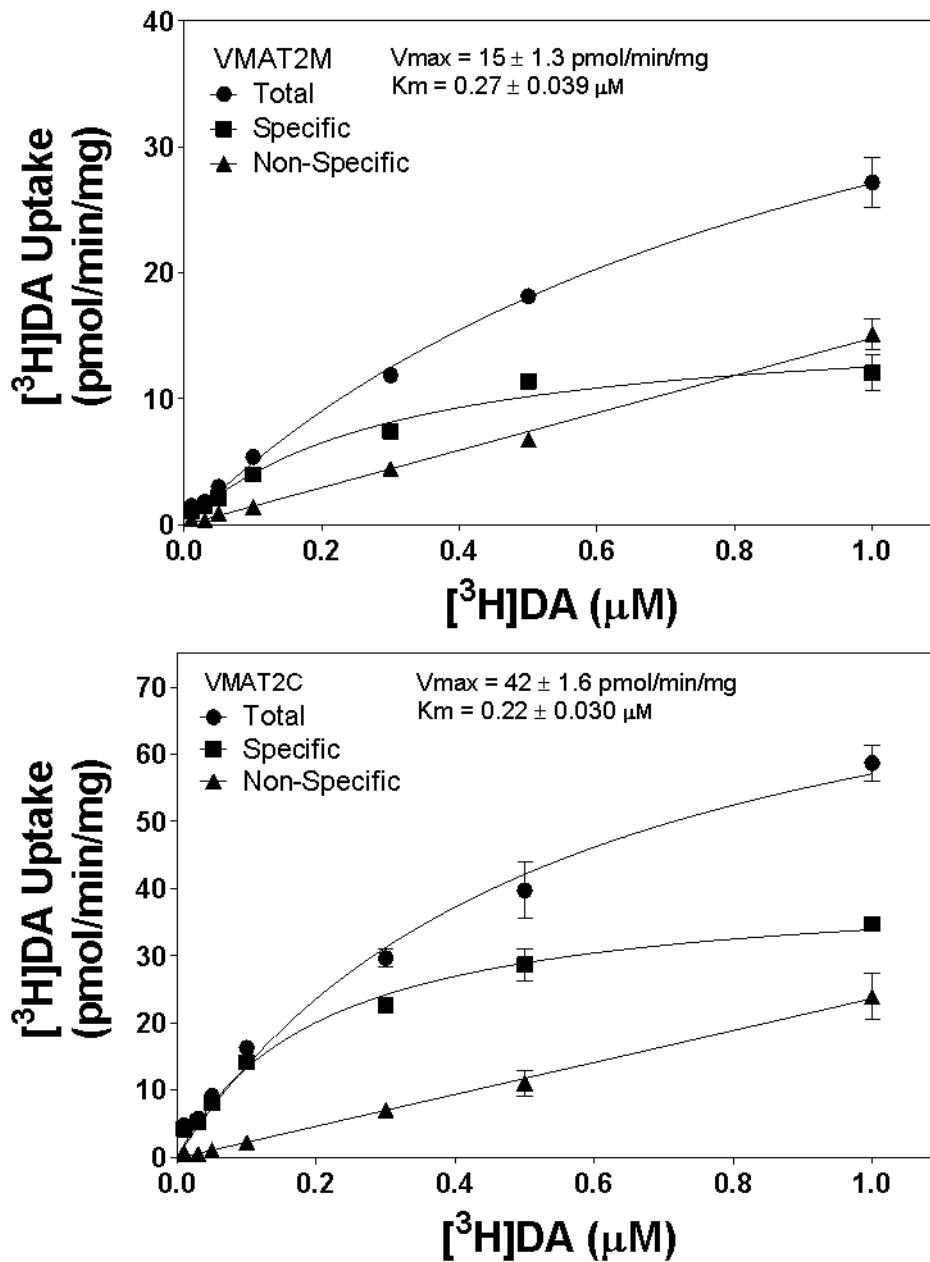 VMAT2M
Vmax = 15 ± 1.3 pmol/min/mg
Km = 0.27 ± 0.039 µM
Total
Specific
Non-Specific
[³H]DA Uptake
(pmol/min/mg)
40
30
20
10
0
0.0 0.2 0.4 0.6 0.8 1.0
[³H]DA (µM)
VMAT2C
Vmax = 42 ± 1.6 pmol/min/mg
Km = 0.22 ± 0.030 µM
Total
Specific
Non-Specific
[³H]DA Uptake
(pmol/min/mg)
70
60
50
40
30
20
10
0
0.0 0.2 0.4 0.6 0.8 1.0
[³H]DA (µM)